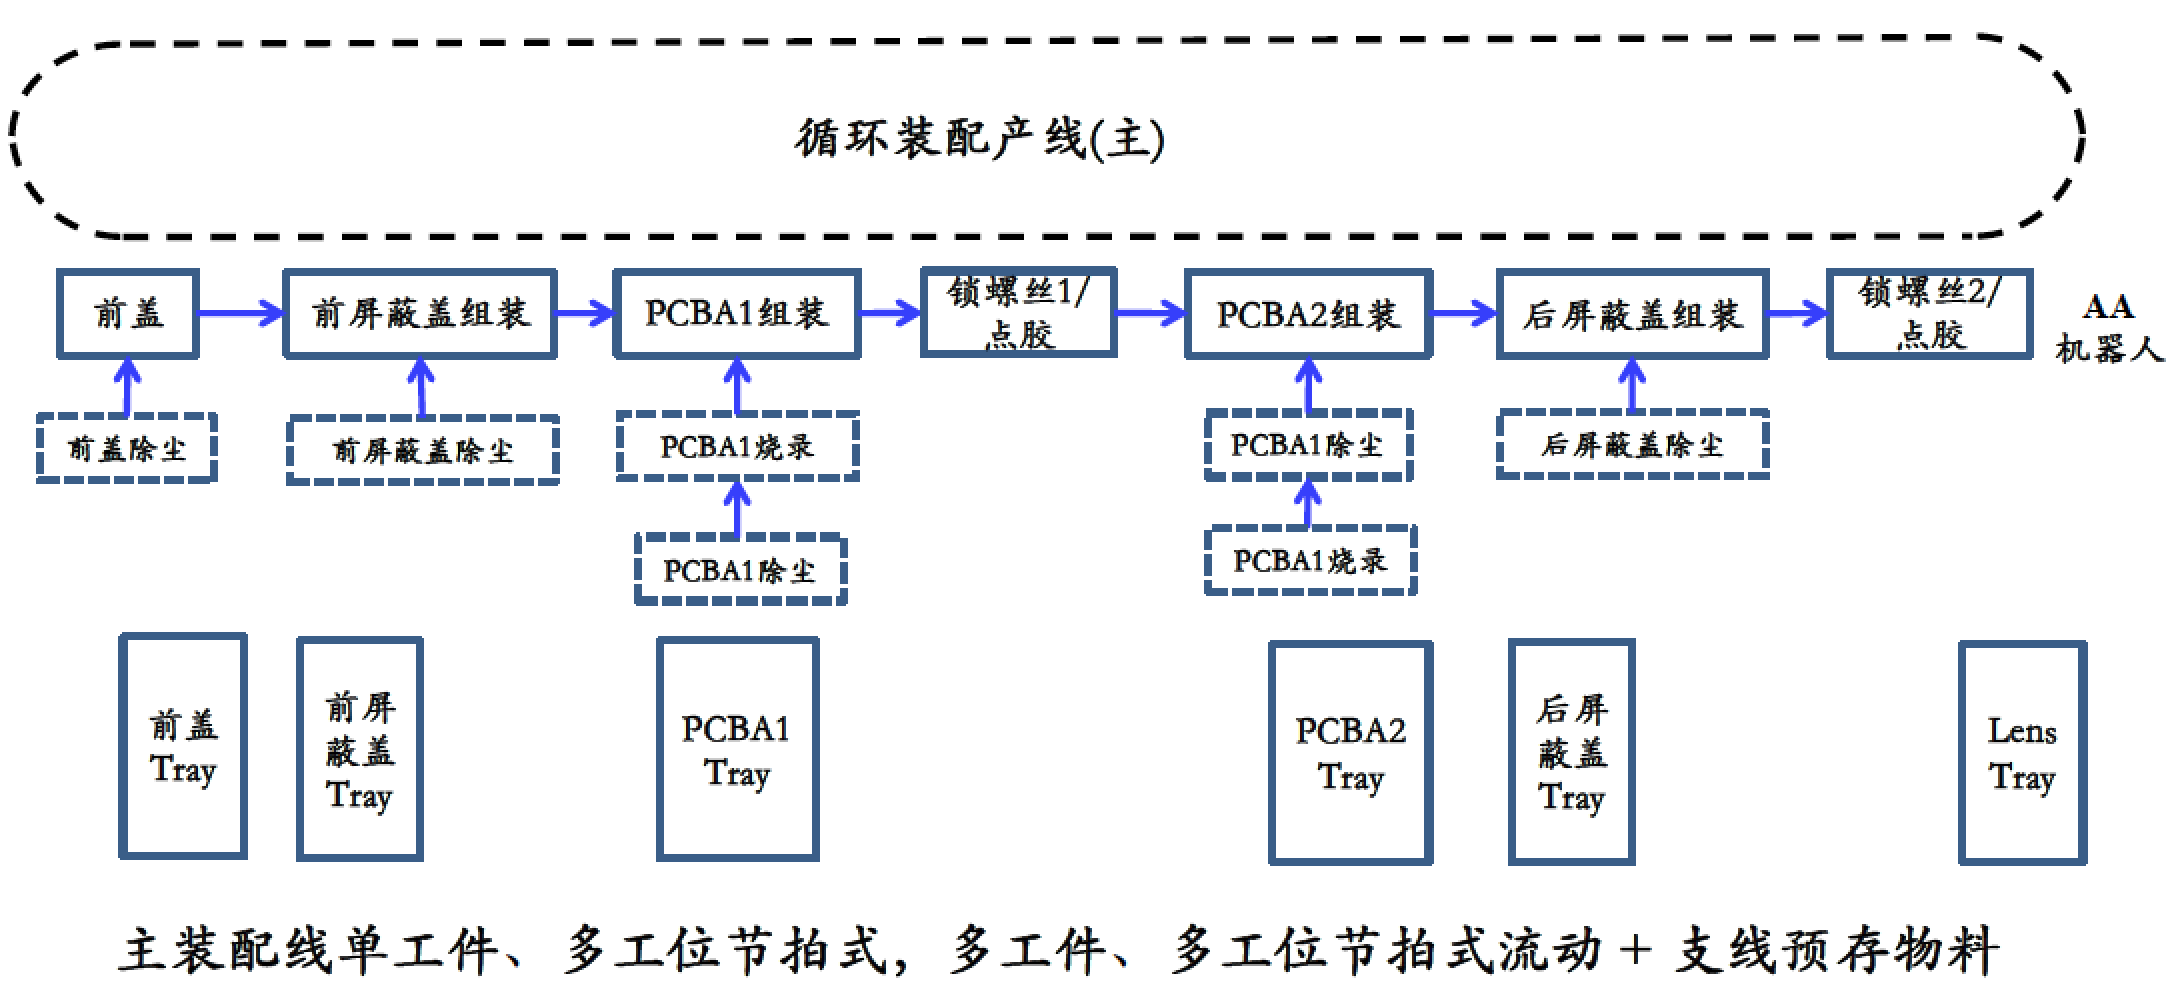 循环装配产线(主)
前盖
前屏蔽盖组装
PCBA1组装
锁螺丝1/
点胶
PCBA2组装
后屏蔽盖组装
锁螺丝2/
点胶
AA
机器人
前盖除尘
前屏蔽盖除尘
PCBA1烧录
PCBA1除尘
后屏蔽盖除尘
PCBA1除尘
PCBA1烧录
前盖
Tray
前屏
蔽盖
Tray
PCBA1
Tray
PCBA2
Tray
后屏
蔽盖
Tray
Lens
Tray
主装配线单工件、多工位节拍式，多工件、多工位节拍式流动+支线预存物料